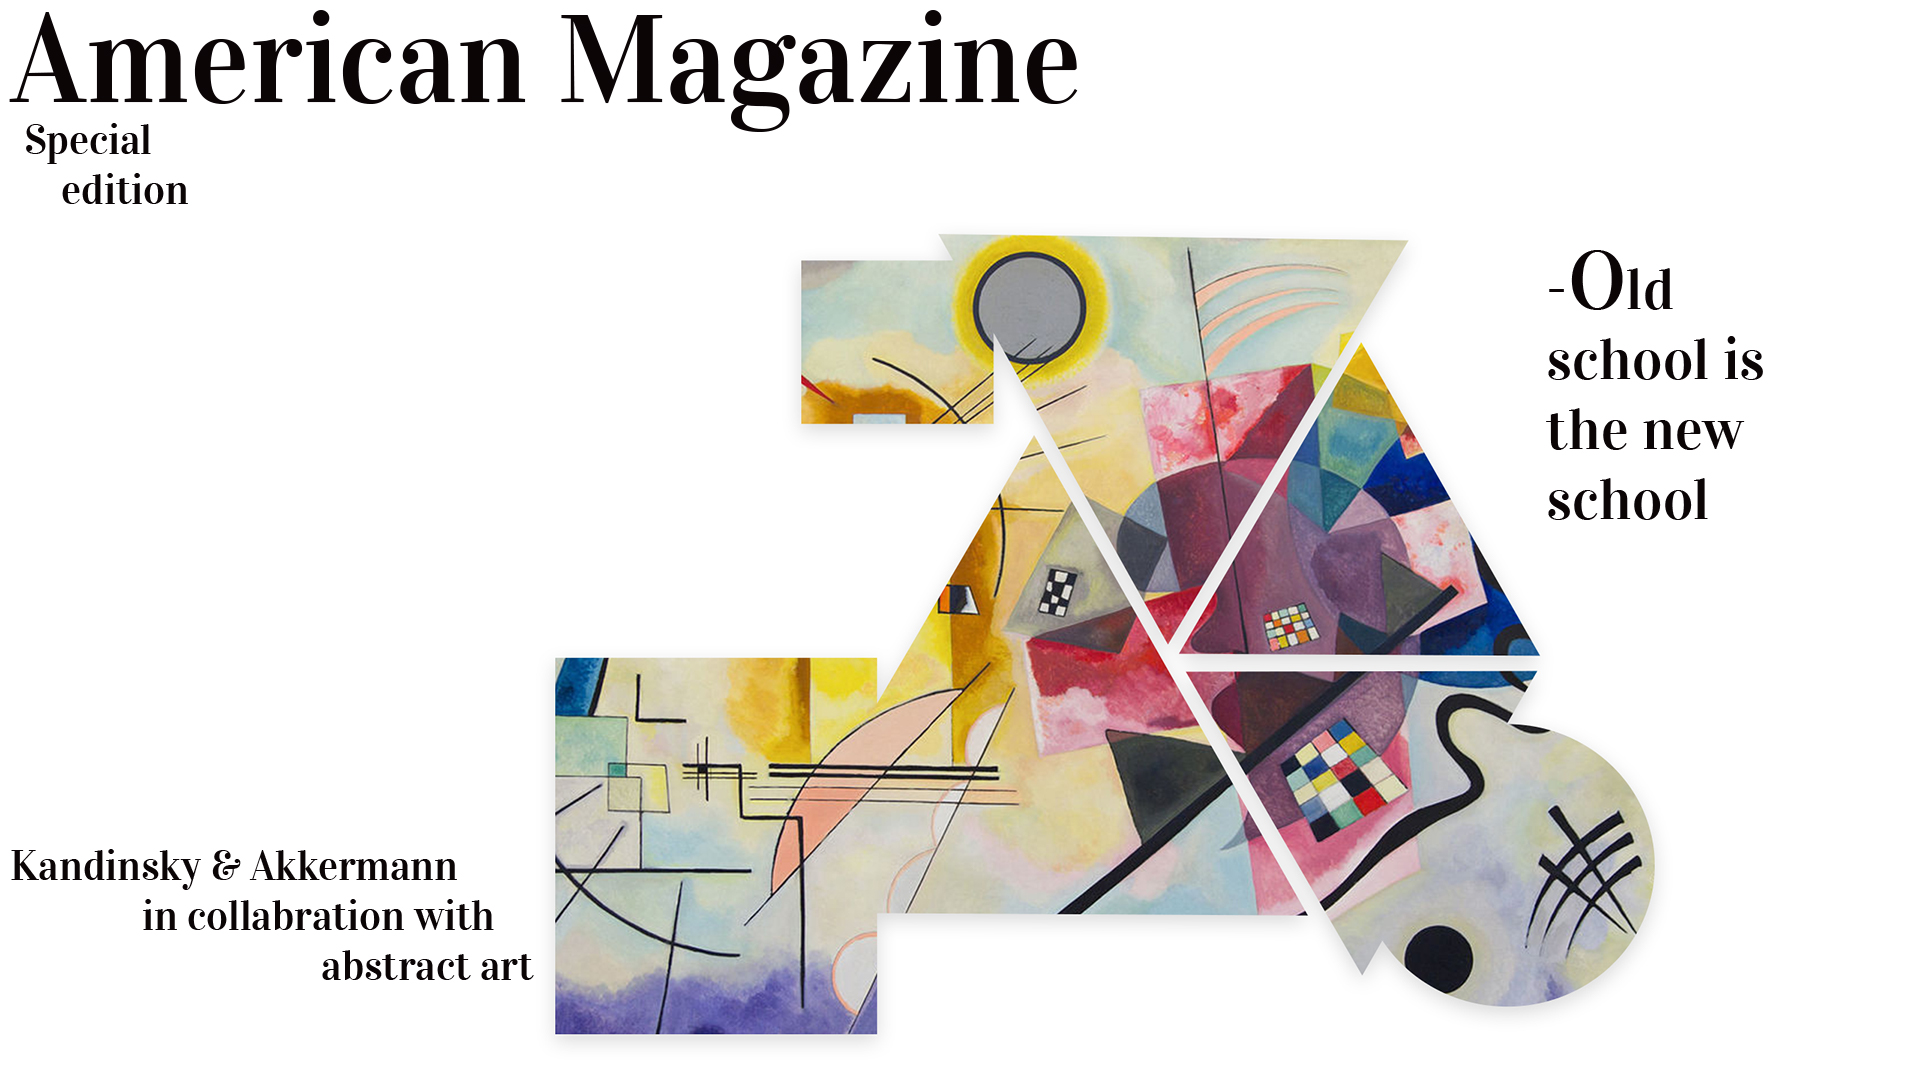 American Magazine
Special
edition
-Old
school is
the new
school
Kandinsky & Akkermann
in collabration with
abstract art